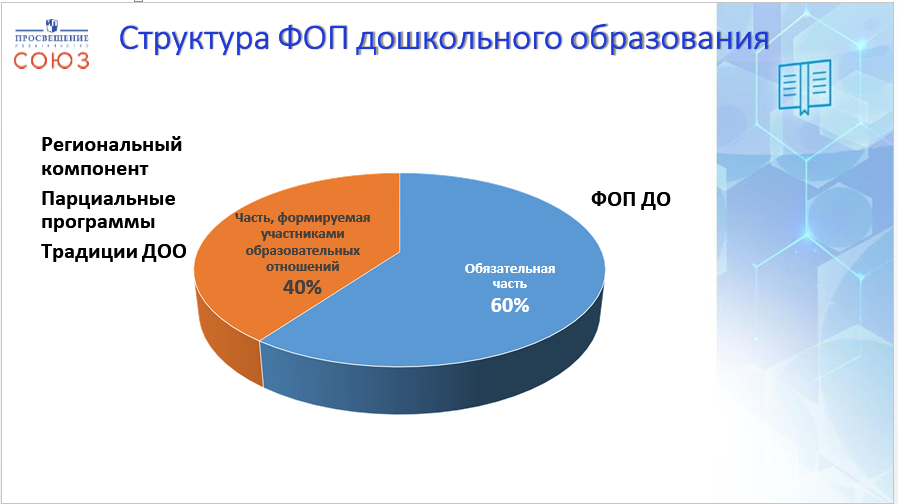 ПРОСВЕЩЕНИЕ
ИЗДАТЕЛЬСТВО
СОЮЗ
Структура ФОП дошкольного образования
Региональный
компонент
Парциальные
программы
Традиции ДОО
Часть, формируемая
участниками
образовательных
отношений
40%
Обязательная
часть
60%
ФОП ДО